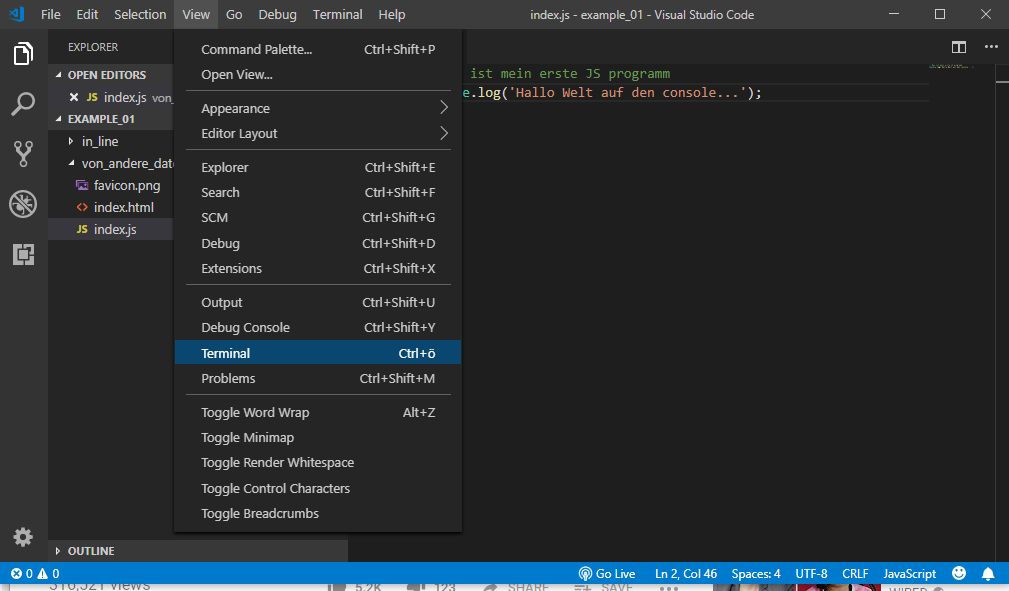 File Edit Selection View Go Debug Terminal Help index.js - example_01 - Visual Studio Code
EXPLORER
OPEN EDITORS
JS index.js von_
EXAMPLE_01
in_line
von_andere_date
favicon.png
<> index.html
JS index.js
OUTLINE
Command Palette... Ctrl+Shift+P
Open View...
Appearance
Editor Layout
Explorer Ctrl+Shift+E
Search Ctrl+Shift+F
SCM Ctrl+Shift+G
Debug Ctrl+Shift+D
Extensions Ctrl+Shift+X
Output Ctrl+Shift+U
Debug Console Ctrl+Shift+Y
Terminal Ctrl+ö
Problems Ctrl+Shift+M
Toggle Word Wrap Alt+Z
Toggle Minimap
Toggle Render Whitespace
Toggle Control Characters
Toggle Breadcrumbs
ist mein erste JS programm
e.log('Hallo Welt auf den console...');
0 0 Go Live Ln 2, Col 46 Spaces: 4 UTF-8 CRLF JavaScript
views 5.2K 123 SHARE SAVE